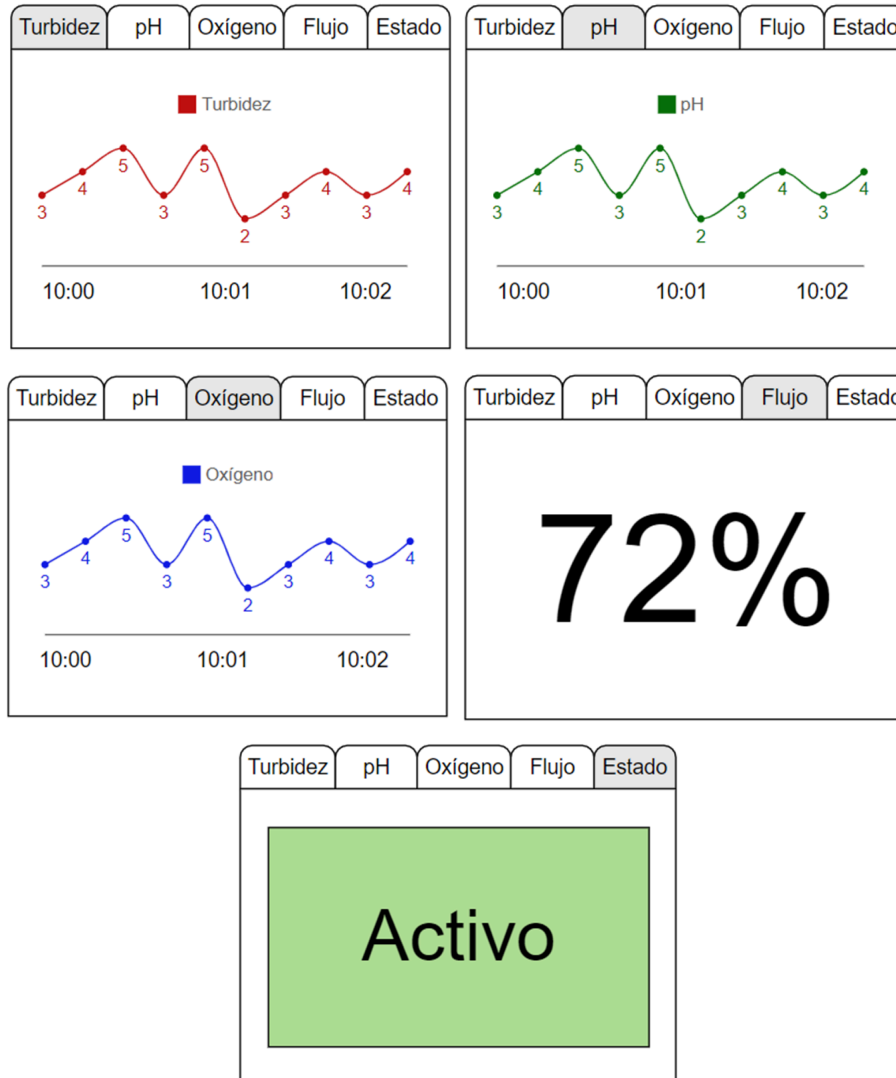 Turbidez pH Oxígeno Flujo Estado
Turbidez
3 4 5 3 5 2 3 4 3 4
10:00 10:01 10:02
Turbidez pH Oxígeno Flujo Estado
pH
3 4 5 3 5 2 3 4 3 4
10:00 10:01 10:02
Turbidez pH Oxígeno Flujo Estado
Oxígeno
3 4 5 3 5 2 3 4 3 4
10:00 10:01 10:02
Turbidez pH Oxígeno Flujo Estado
72%
Turbidez pH Oxígeno Flujo Estado
Activo